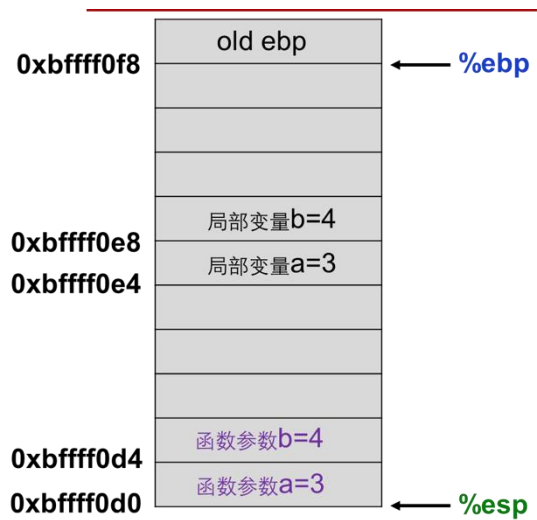 old ebp
0xbffff0f8
%ebp
局部变量b=4
0xbffff0e8
局部变量a=3
0xbffff0e4
函数参数b=4
0xbffff0d4
函数参数a=3
0xbffff0d0
%esp